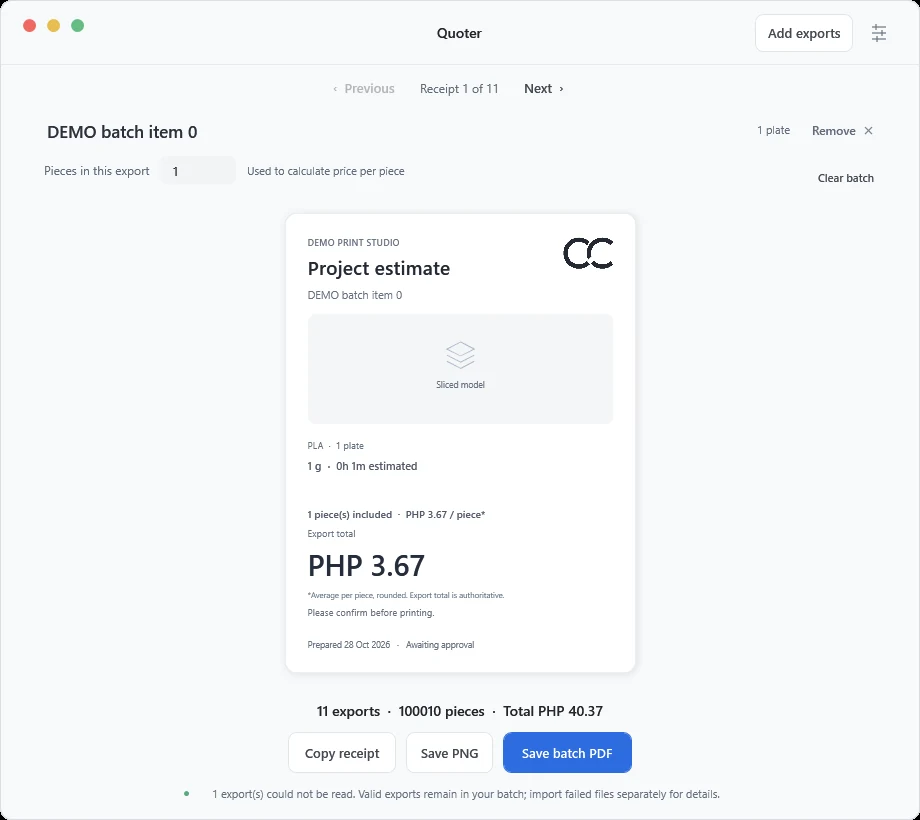 Quoter
Add exports
‹ Previous Receipt 1 of 11 Next ›
DEMO batch item 0
1 plate Remove ×
Pieces in this export 1 Used to calculate price per piece
Clear batch
DEMO PRINT STUDIO
CC
Project estimate
DEMO batch item 0
Sliced model
PLA · 1 plate
1 g · 0h 1m estimated
1 piece(s) included · PHP 3.67 / piece*
Export total
PHP 3.67
*Average per piece, rounded. Export total is authoritative.
Please confirm before printing.
Prepared 28 Oct 2026 · Awaiting approval
11 exports · 100010 pieces · Total PHP 40.37
Copy receipt Save PNG Save batch PDF
1 export(s) could not be read. Valid exports remain in your batch; import failed files separately for details.